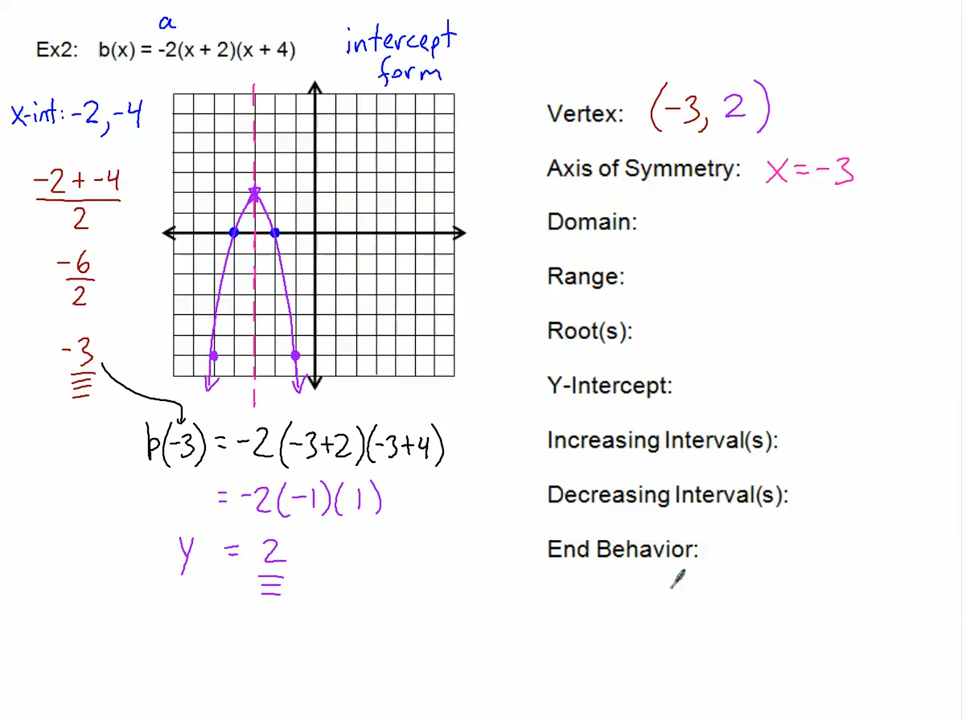 a
Ex2: b(x) = -2(x + 2)(x + 4)
intercept
form
x-int: -2, -4
-2 + -4
2
-6
2
-3
b(-3) = -2(-3+2)(-3+4)
= -2(-1)(1)
y = 2
Vertex: (-3, 2)
Axis of Symmetry: x = -3
Domain:
Range:
Root(s):
Y-Intercept:
Increasing Interval(s):
Decreasing Interval(s):
End Behavior: